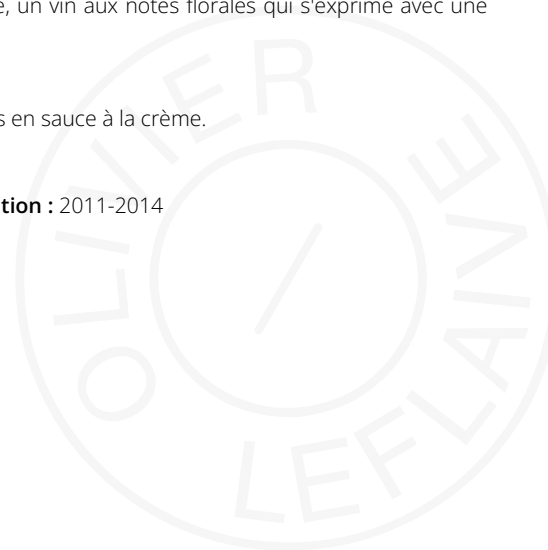 , un vin aux notes florales qui s'exprime avec une
en sauce à la crème.
tion : 2011-2014
OLIVIER
LEFLAIVE